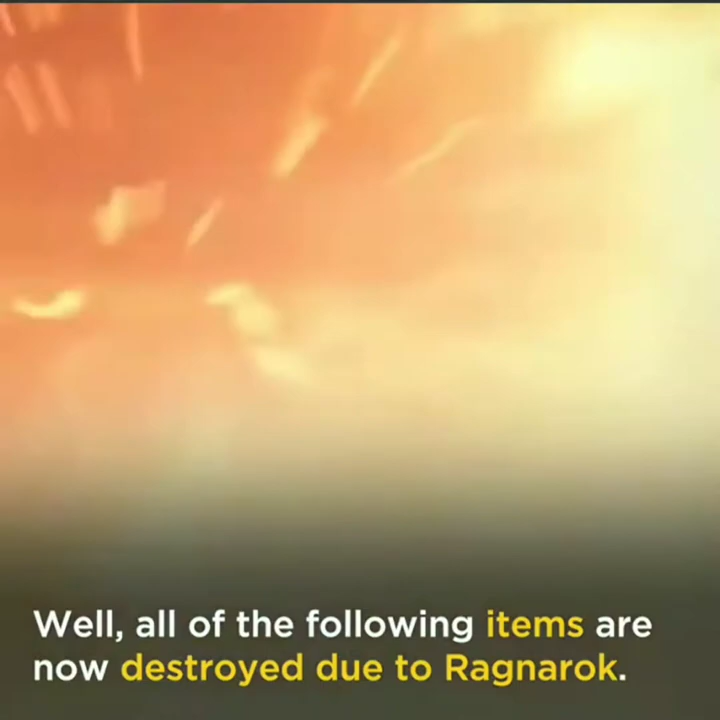 Well, all of the following items are
now destroyed due to Ragnarok.